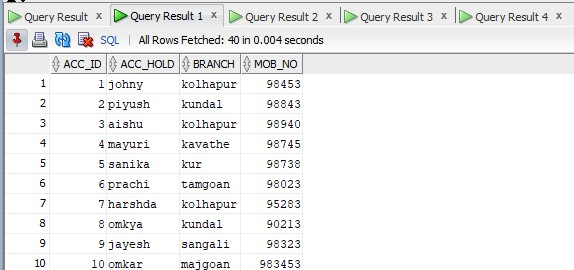 Query Result x Query Result 1 x Query Result 2 x Query Result 3 x Query Result 4 x
SQL | All Rows Fetched: 40 in 0.004 seconds
ACC_ID ACC_HOLD BRANCH MOB_NO
1 1 johny kolhapur 98453
2 2 piyush kundal 98843
3 3 aishu kolhapur 98940
4 4 mayuri kavathe 98745
5 5 sanika kur 98738
6 6 prachi tamgoan 98023
7 7 harshda kolhapur 95283
8 8 omkya kundal 90213
9 9 jayesh sangali 98323
10 10 omkar majgoan 983453